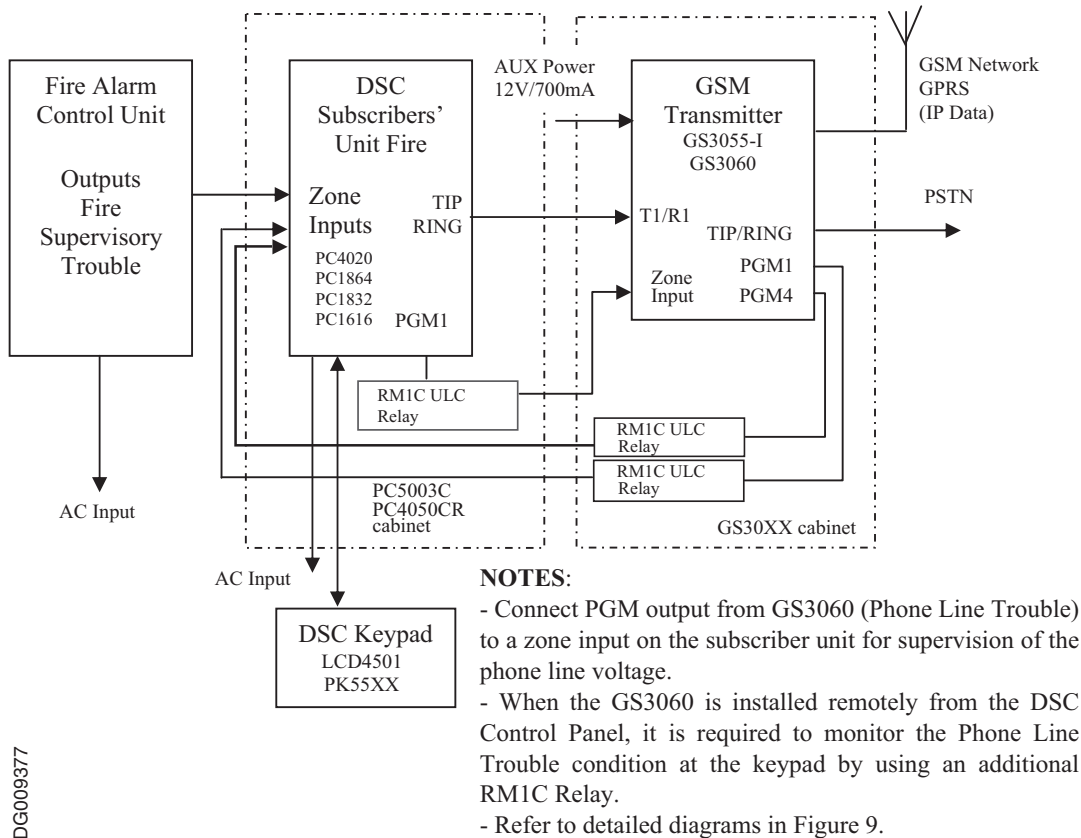 Fire Alarm
Control Unit
Outputs
Fire
Supervisory
Trouble
AC Input
DSC
Subscribers'
Unit Fire
Zone
Inputs
PC4020
PC1864
PC1832
PC1616
TIP
RING
PGM1
RM1C ULC
Relay
PC5003C
PC4050CR
cabinet
AC Input
DSC Keypad
LCD4501
PK55XX
AUX Power
12V/700mA
GSM
Transmitter
GS3055-I
GS3060
T1/R1
TIP/RING
PGM1
Zone
Input
PGM4
RM1C ULC
Relay
RM1C ULC
Relay
GS30XX cabinet
GSM Network
GPRS
(IP Data)
PSTN
NOTES:
- Connect PGM output from GS3060 (Phone Line Trouble)
to a zone input on the subscriber unit for supervision of the
phone line voltage.
- When the GS3060 is installed remotely from the DSC
Control Panel, it is required to monitor the Phone Line
Trouble condition at the keypad by using an additional
RM1C Relay.
- Refer to detailed diagrams in Figure 9.
DG009377